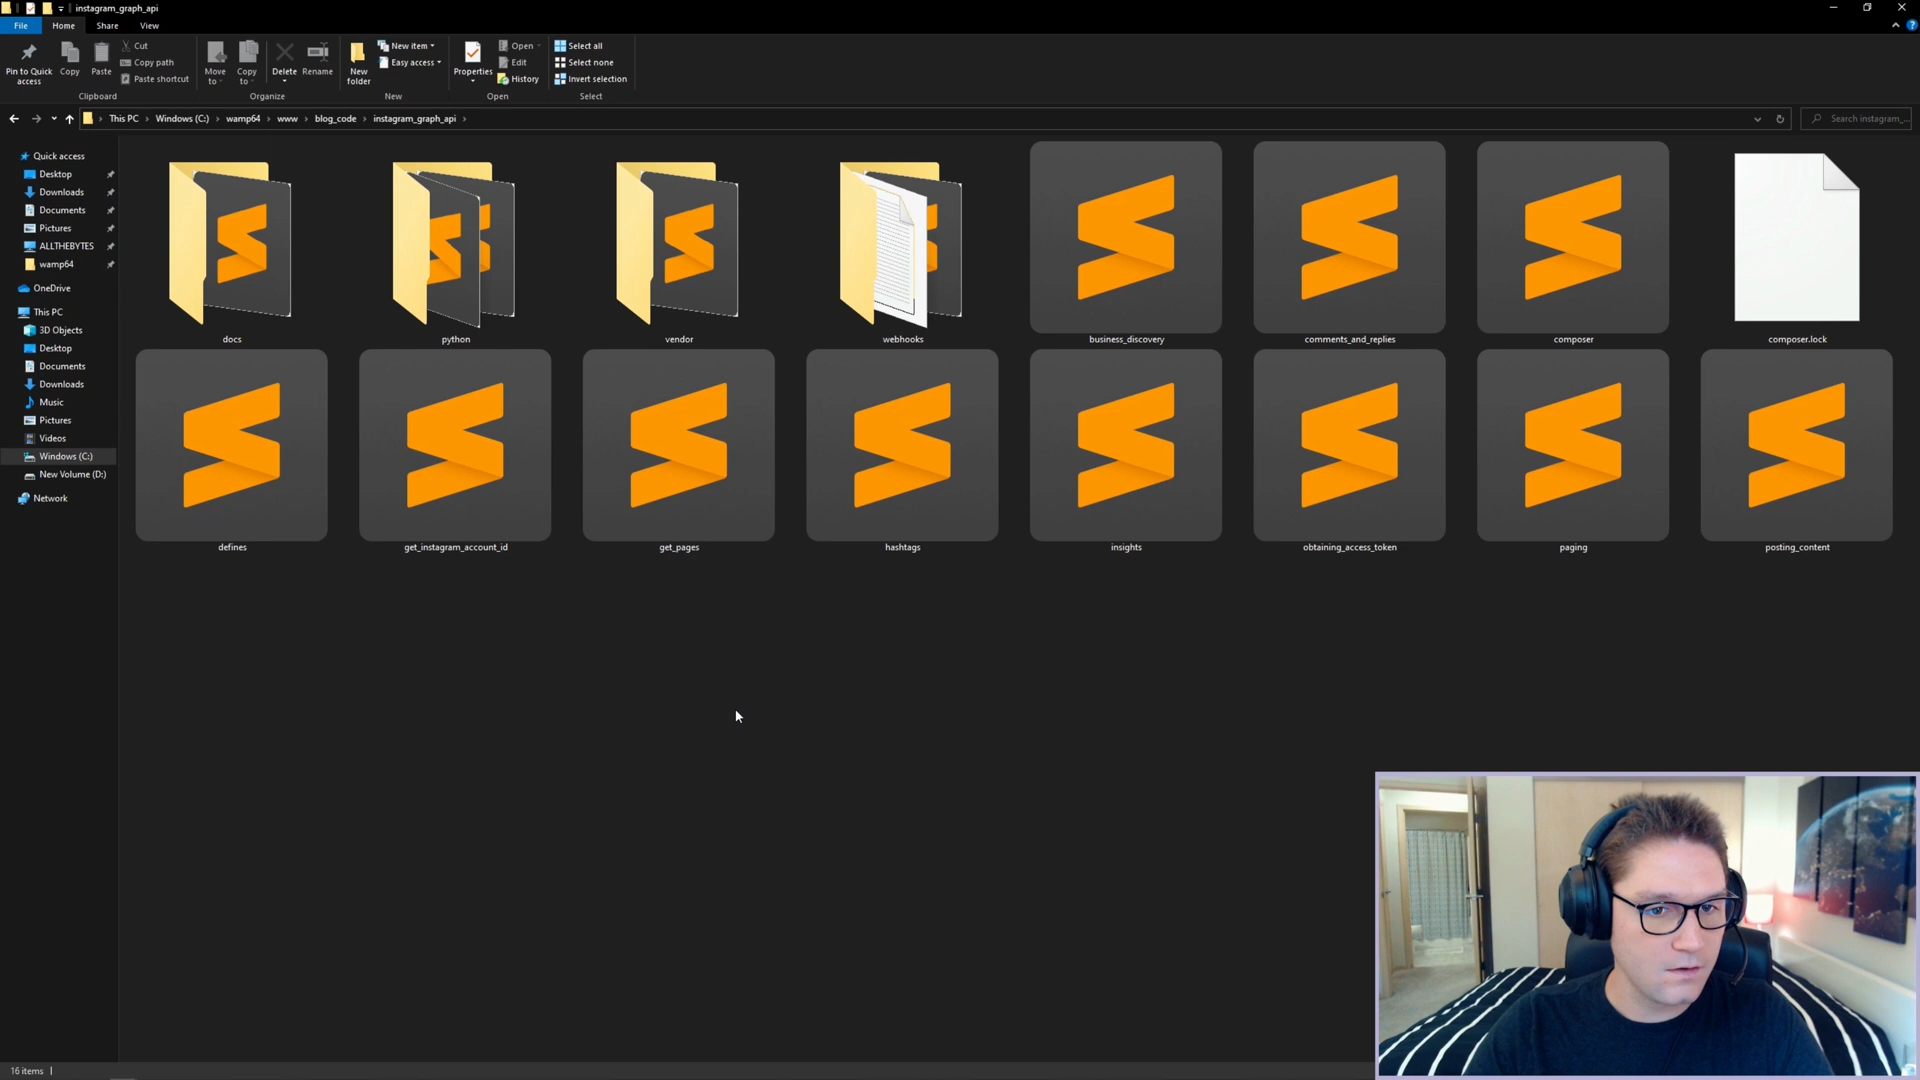 instagram_graph_api
File Home Share View
Pin to Quick access
Copy
Paste
Cut
Copy path
Paste shortcut
Clipboard
Move to
Copy to
Delete
Rename
Organize
New folder
New item
Easy access
New
Properties
Open
Edit
History
Open
Select all
Select none
Invert selection
Select
This PC > Windows (C:) > wamp64 > www > blog_code > instagram_graph_api >
Search instagram_...
Quick access
Desktop
Downloads
Documents
Pictures
ALLTHEBYTES
wamp64
OneDrive
This PC
3D Objects
Desktop
Documents
Downloads
Music
Pictures
Videos
Windows (C:)
New Volume (D:)
Network
docs
python
vendor
webhooks
business_discovery
comments_and_replies
composer
composer.lock
defines
get_instagram_account_id
get_pages
hashtags
insights
obtaining_access_token
paging
posting_content
16 items